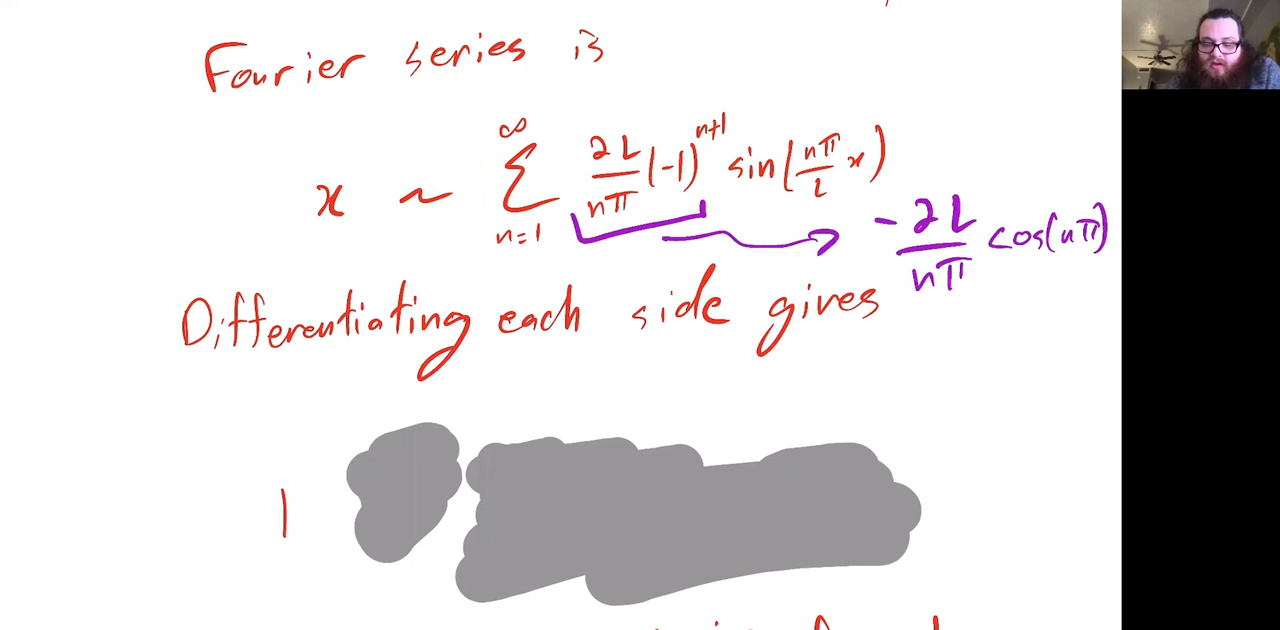 Fourier series is
x ~ ∞ Σ n=1 2L/nπ (-1)^n+1 sin(nπ/L x)
-2L/nπ cos(nπ)
Differentiating each side gives
1